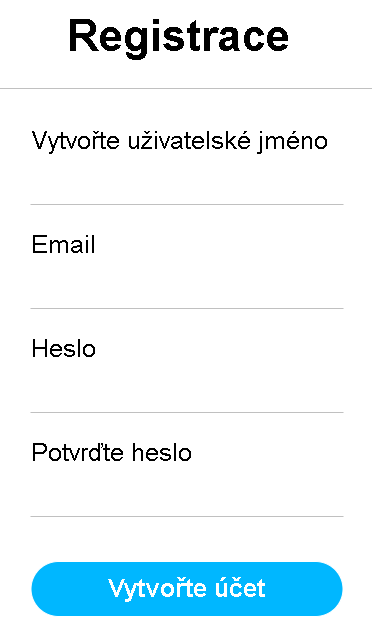 Registrace
Vytvořte uživatelské jméno
Email
Heslo
Potvrďte heslo
Vytvořte účet